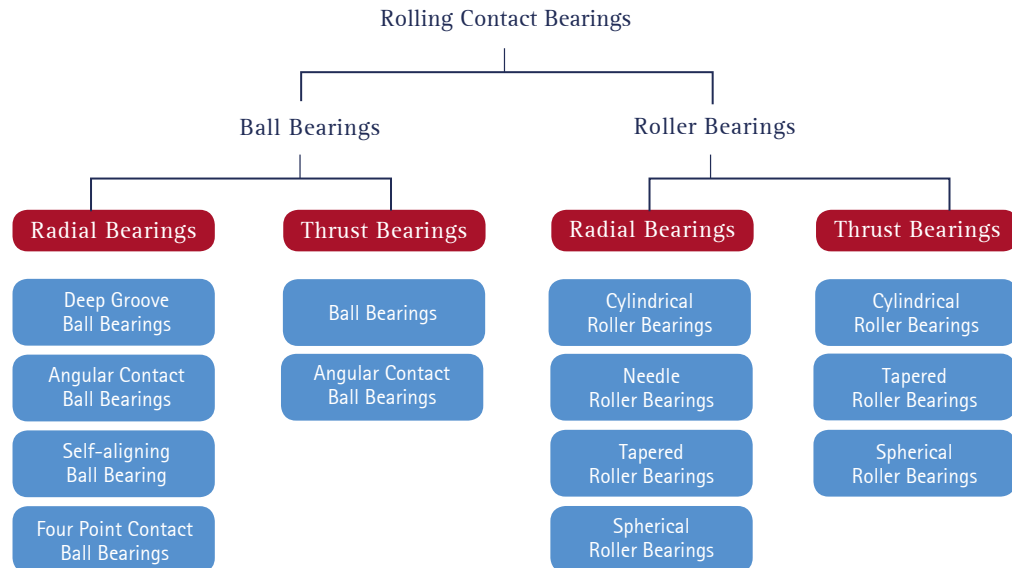 Rolling Contact Bearings
Ball Bearings
Roller Bearings
Radial Bearings
Thrust Bearings
Radial Bearings
Thrust Bearings
Deep Groove
Ball Bearings
Angular Contact
Ball Bearings
Self-aligning
Ball Bearing
Four Point Contact
Ball Bearings
Ball Bearings
Angular Contact
Ball Bearings
Cylindrical
Roller Bearings
Needle
Roller Bearings
Tapered
Roller Bearings
Spherical
Roller Bearings
Cylindrical
Roller Bearings
Tapered
Roller Bearings
Spherical
Roller Bearings